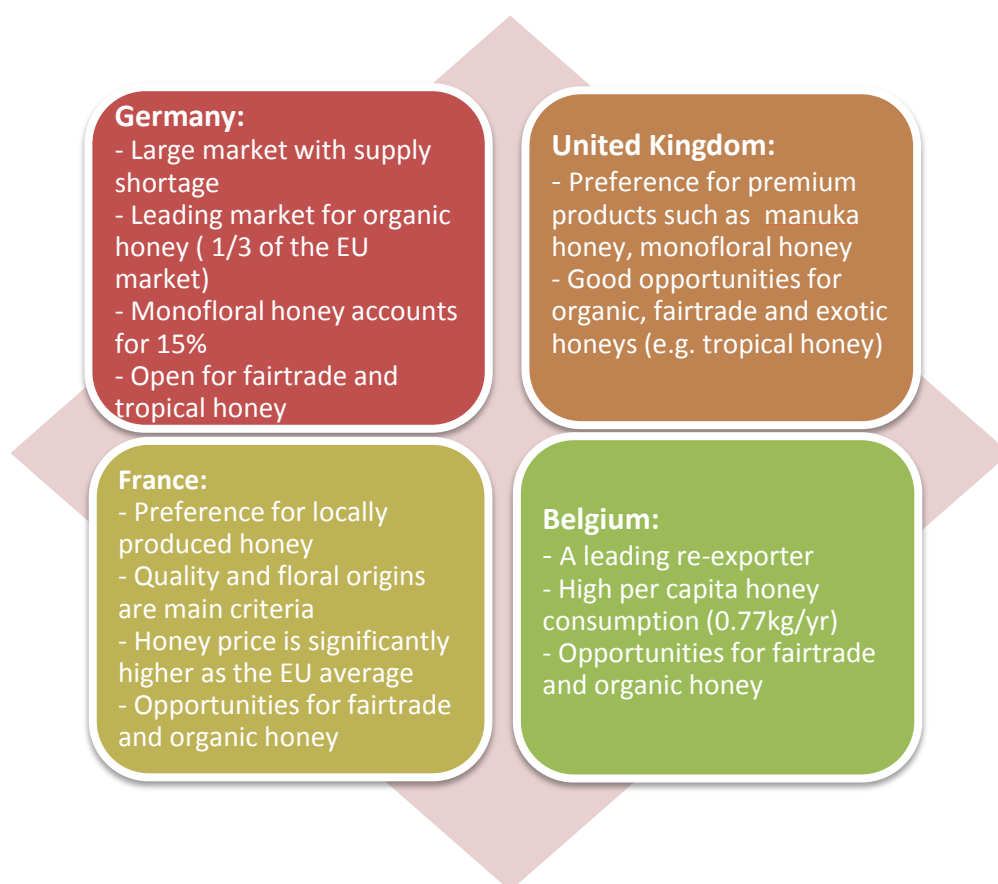 Germany:
- Large market with supply
shortage
- Leading market for organic
honey ( 1/3 of the EU
market)
- Monofloral honey accounts
for 15%
- Open for fairtrade and
tropical honey
United Kingdom:
- Preference for premium
products such as  manuka
honey, monofloral honey
- Good opportunities for
organic, fairtrade and exotic
honeys (e.g. tropical honey)
France:
- Preference for locally
produced honey
- Quality and floral origins
are main criteria
- Honey price is significantly
higher as the EU average
- Opportunities for fairtrade
and organic honey
Belgium:
- A leading re-exporter
- High per capita honey
consumption (0.77kg/yr)
- Opportunities for fairtrade
and organic honey